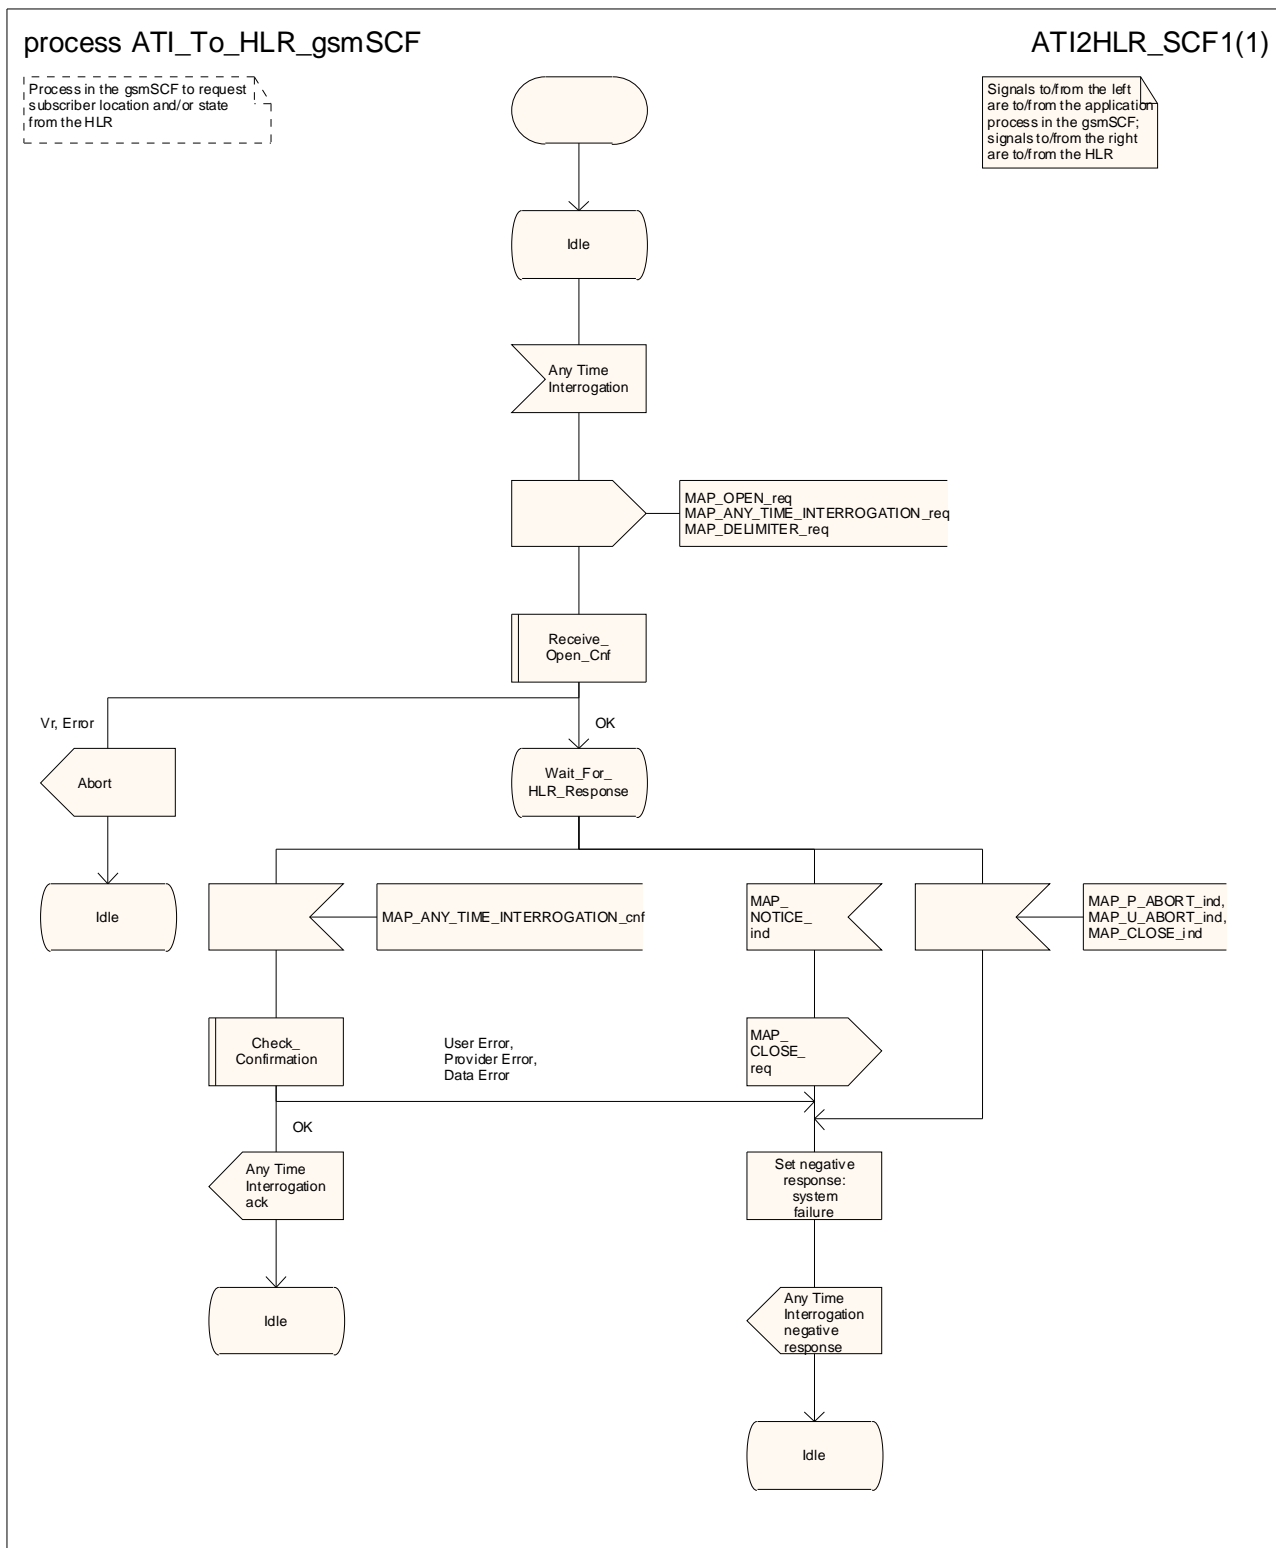 process ATI_To_HLR_gsmSCF
ATI2HLR_SCF1(1)
Process in the gsmSCF to request
subscriber location and/or state
from the HLR
Signals to/from the left
are to/from the application
process in the gsmSCF;
signals to/from the right
are to/from the HLR
Idle
Any Time
Interrogation
MAP_OPEN_req
MAP_ANY_TIME_INTERROGATION_req
MAP_DELIMITER_req
Receive_
Open_Cnf
Vr, Error
OK
Abort
Wait_For_
HLR_Response
Idle
MAP_ANY_TIME_INTERROGATION_cnf
MAP_
NOTICE_
ind
MAP_P_ABORT_ind,
MAP_U_ABORT_ind,
MAP_CLOSE_ind
Check_
Confirmation
User Error,
Provider Error,
Data Error
MAP_
CLOSE_
req
OK
Any Time
Interrogation
ack
Set negative
response:
system
failure
Idle
Any Time
Interrogation
negative
response
Idle